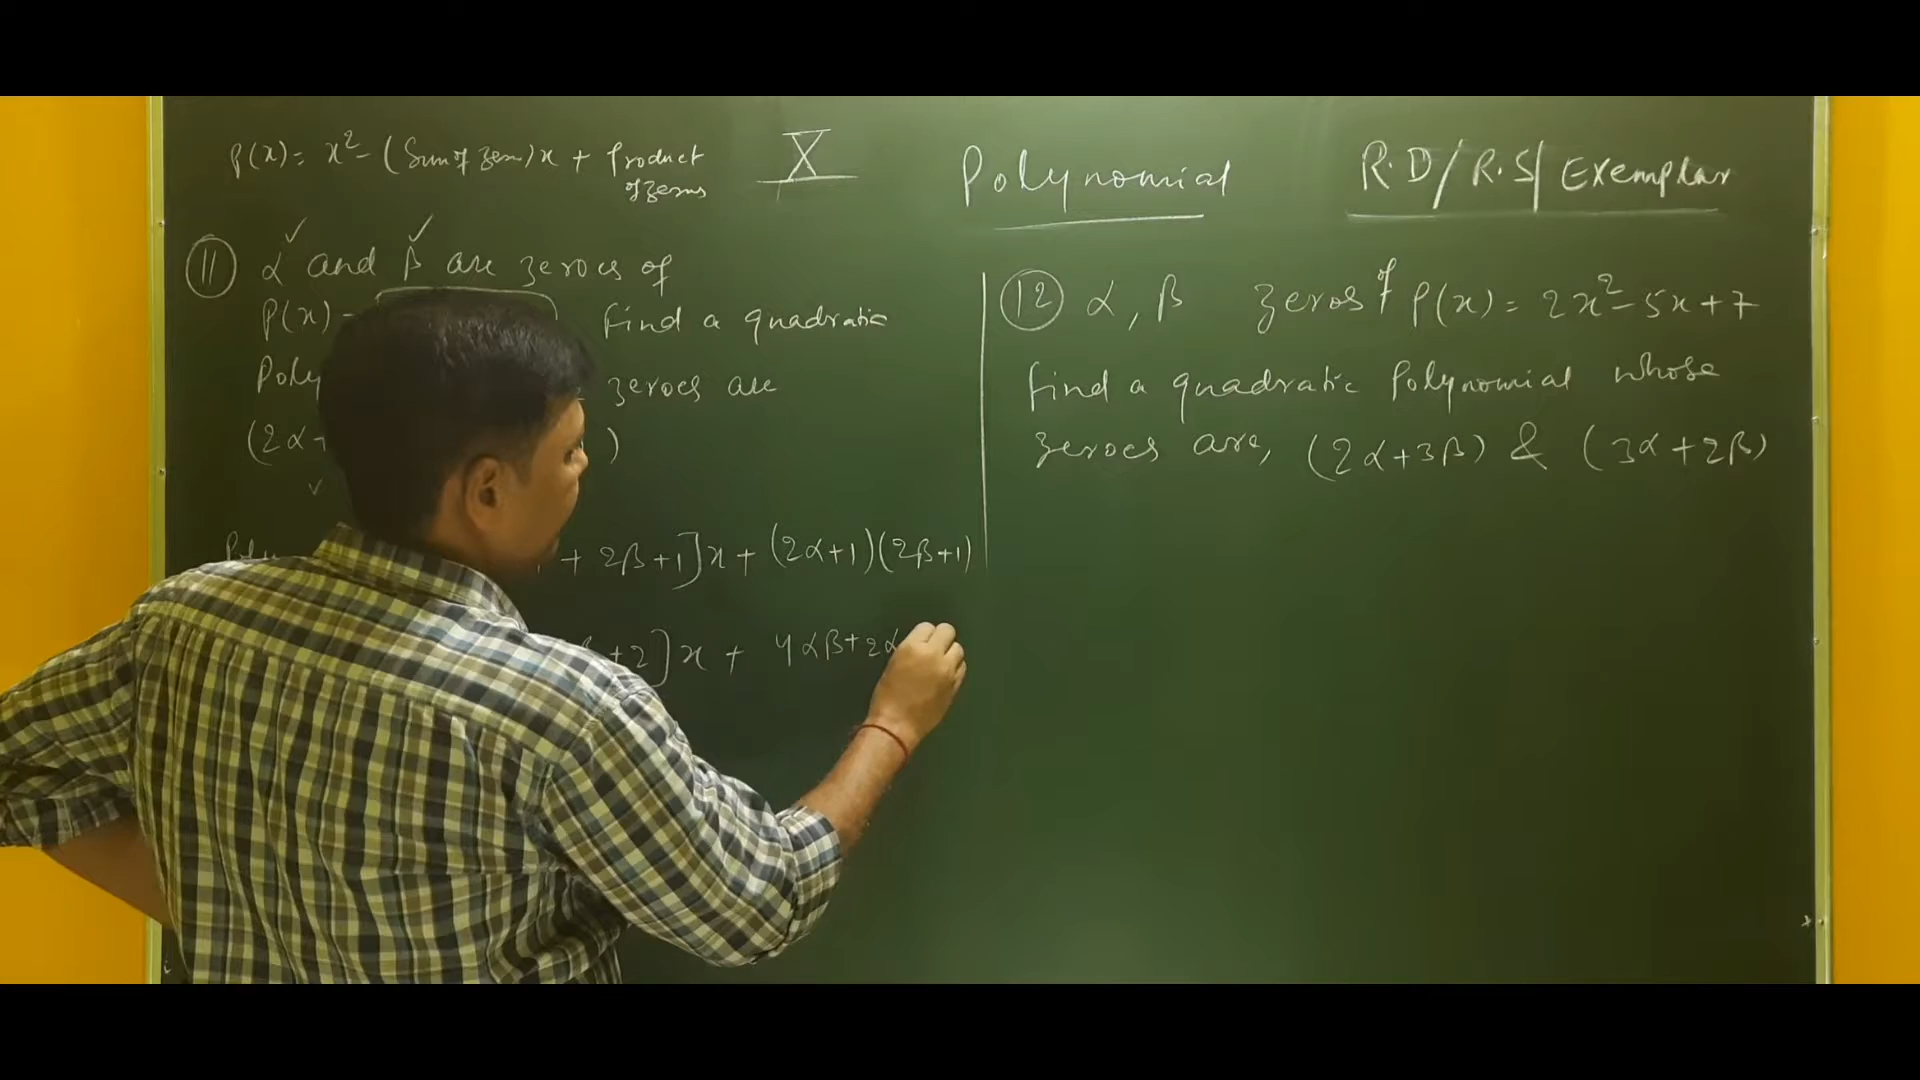 P(x) = x² - (Sum of zeros)x + Product
of zeros
X
Polynomial
R.D/R.S/Exemplar
11 α and β are zeroes of
P(x) = find a quadratic
Poly zeroes are
(2α+ )
+ 2β+1]x + (2α+1)(2β+1)
+2]x + 4αβ+2α
12 α, β zeros of P(x) = 2x²-5x+7
find a quadratic Polynomial whose
zeroes are, (2α+3β) & (3α+2β)